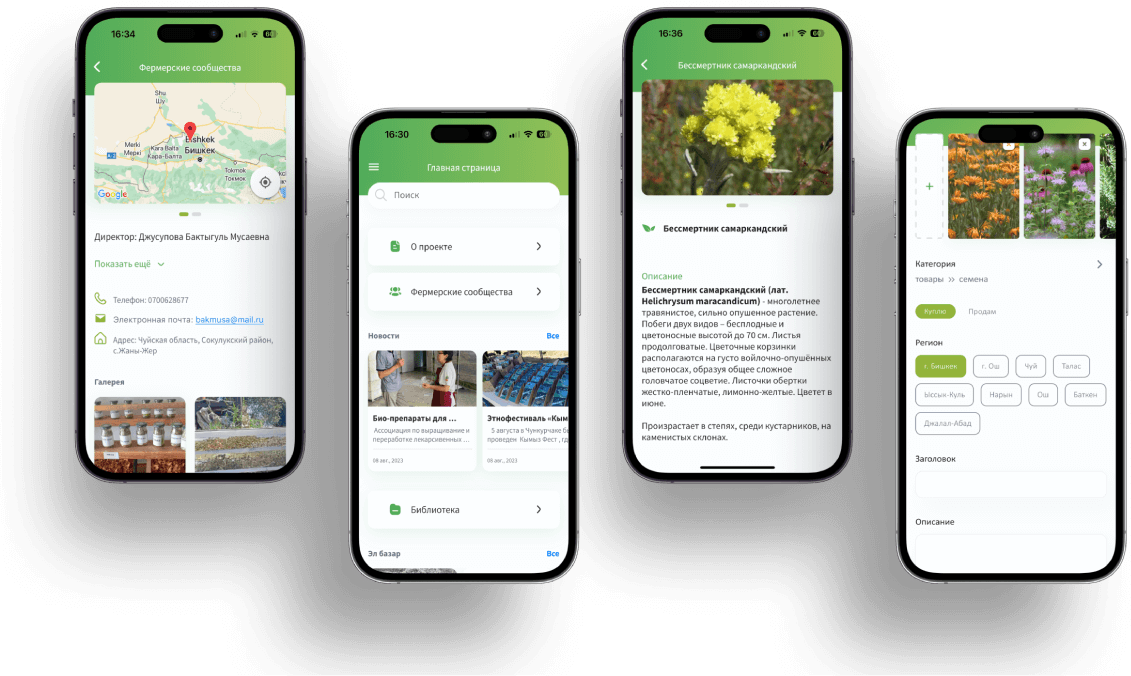 16:34
Фермерские сообщества
Shu
Шу
Merki
Меркі
Kara Balta
Кара-Балта
Bishkek
Бишкек
Tokmok
Токмок
Google
Директор: Джусупова Бактыгуль Мусаевна
Показать ещё
Телефон: 0700628677
Электронная почта: bakmusa@mail.ru
Адрес: Чуйская область, Сокулукский район,
с.Жаны-Жер
Галерея
16:30
Главная страница
Поиск
О проекте
Фермерские сообщества
Новости
Все
Био-препараты для ...
Ассоциация по выращивание и
переработке лекарсивенных ...
08 авг., 2023
Этнофестиваль «Кым
5 августа в Чункурчаке бы
проведен Кымыз Фест , гд
08 авг., 2023
Библиотека
Эл базар
Все
16:36
Бессмертник самаркандский
Бессмертник самаркандский
Описание
Бессмертник самаркандский (лат.
Helichrysum maracandicum) - многолетнее
травянистое, сильно опушенное растение.
Побеги двух видов – бесплодные и
цветоносные высотой до 70 см. Листья
продолговатые. Цветочные корзинки
располагаются на густо войлочно-опушённых
цветоносах, образуя общее сложное
головчатое соцветие. Листочки обертки
жестко-пленчатые, лимонно-желтые. Цветет в
июне.
Произрастает в степях, среди кустарников, на
каменистых склонах.
Категория
товары >> семена
Куплю
Продам
Регион
г. Бишкек
г. Ош
Чуй
Талас
Ыссык-Куль
Нарын
Ош
Баткен
Джалал-Абад
Заголовок
Описание